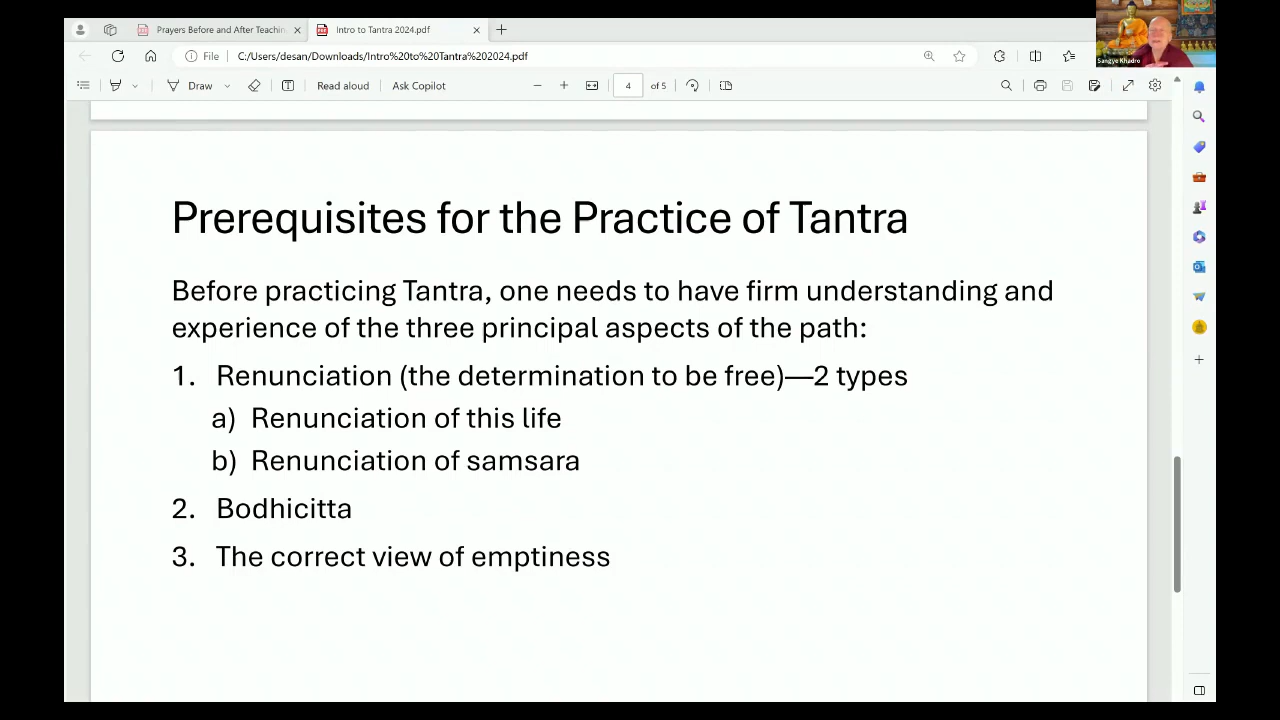 Prayers Before and After Teachin
Intro to Tantra 2024.pdf
File
C:/Users/desan/Downloads/Intro%20to%20Tantra%202024.pdf
Draw
Read aloud
Ask Copilot
4
of 5
Sangye Khadro
Prerequisites for the Practice of Tantra
Before practicing Tantra, one needs to have firm understanding and
experience of the three principal aspects of the path:
1. Renunciation (the determination to be free)—2 types
a) Renunciation of this life
b) Renunciation of samsara
2. Bodhicitta
3. The correct view of emptiness